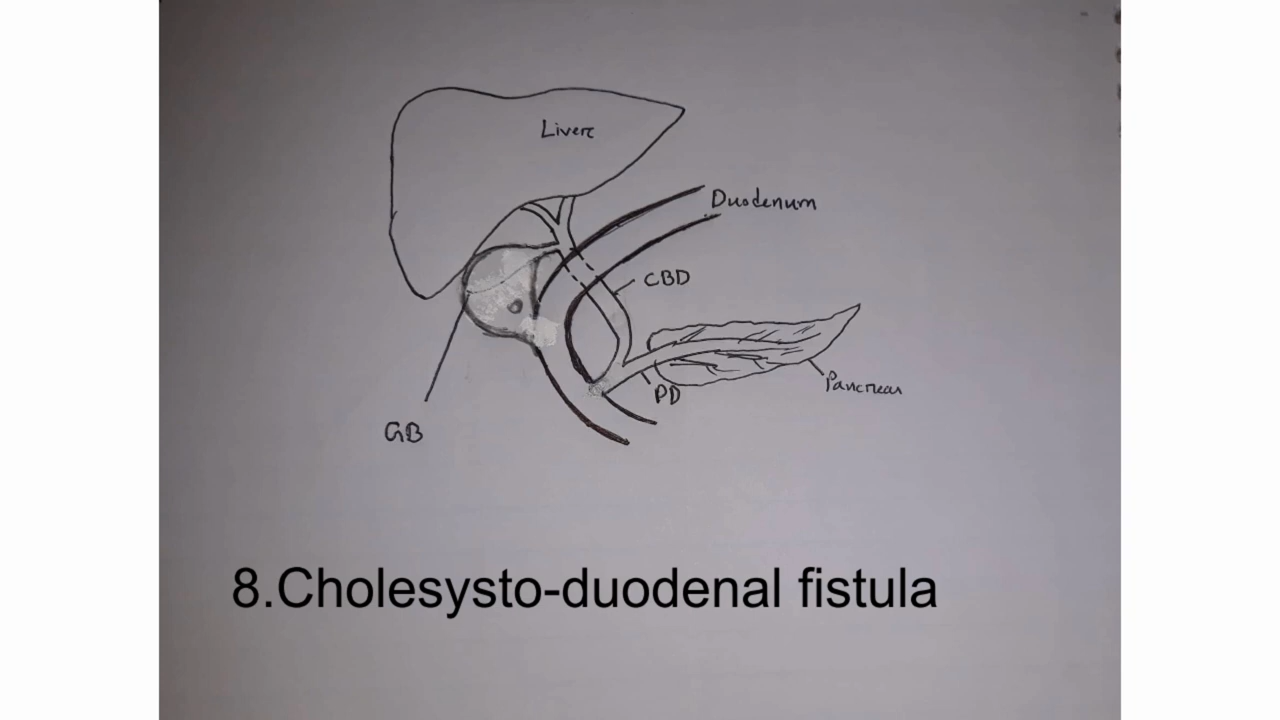 Liver
Duodenum
CBD
Pancreas
PD
GB
8.Cholesysto-duodenal fistula